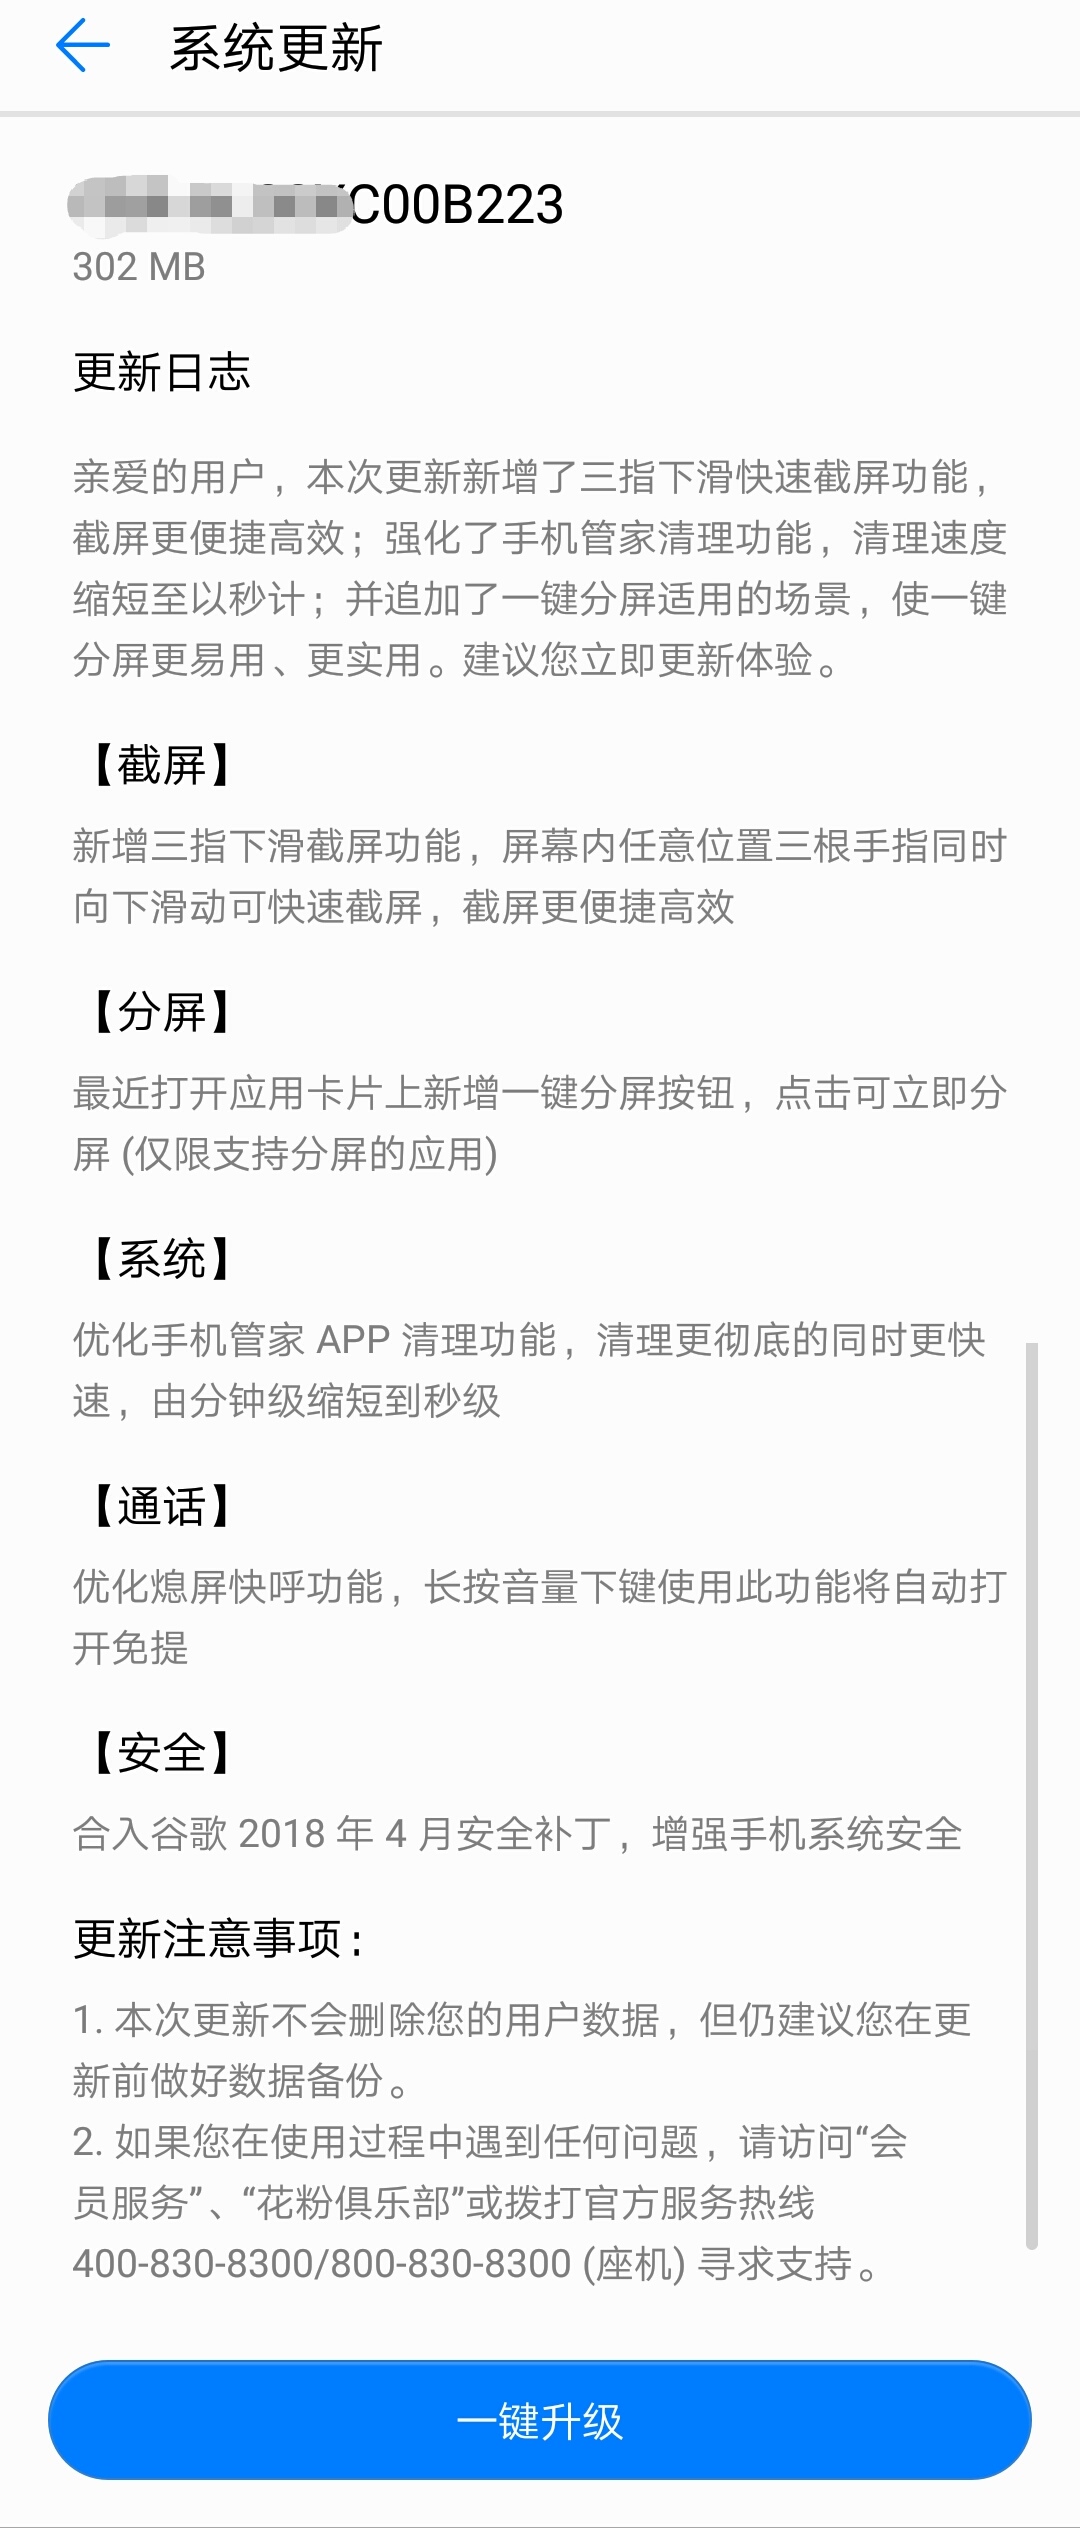 系统更新
C00B223
302 MB
更新日志
亲爱的用户，本次更新新增了三指下滑快速截屏功能，
截屏更便捷高效；强化了手机管家清理功能，清理速度
缩短至以秒计；并追加了一键分屏适用的场景，使一键
分屏更易用、更实用。建议您立即更新体验。
【截屏】
新增三指下滑截屏功能，屏幕内任意位置三根手指同时
向下滑动可快速截屏，截屏更便捷高效
【分屏】
最近打开应用卡片上新增一键分屏按钮，点击可立即分
屏 (仅限支持分屏的应用)
【系统】
优化手机管家 APP 清理功能，清理更彻底的同时更快
速，由分钟级缩短到秒级
【通话】
优化熄屏快呼功能，长按音量下键使用此功能将自动打
开免提
【安全】
合入谷歌 2018 年 4 月安全补丁，增强手机系统安全
更新注意事项：
1. 本次更新不会删除您的用户数据，但仍建议您在更
新前做好数据备份。
2. 如果您在使用过程中遇到任何问题，请访问“会
员服务”、“花粉俱乐部”或拨打官方服务热线
400-830-8300/800-830-8300 (座机) 寻求支持。
一键升级